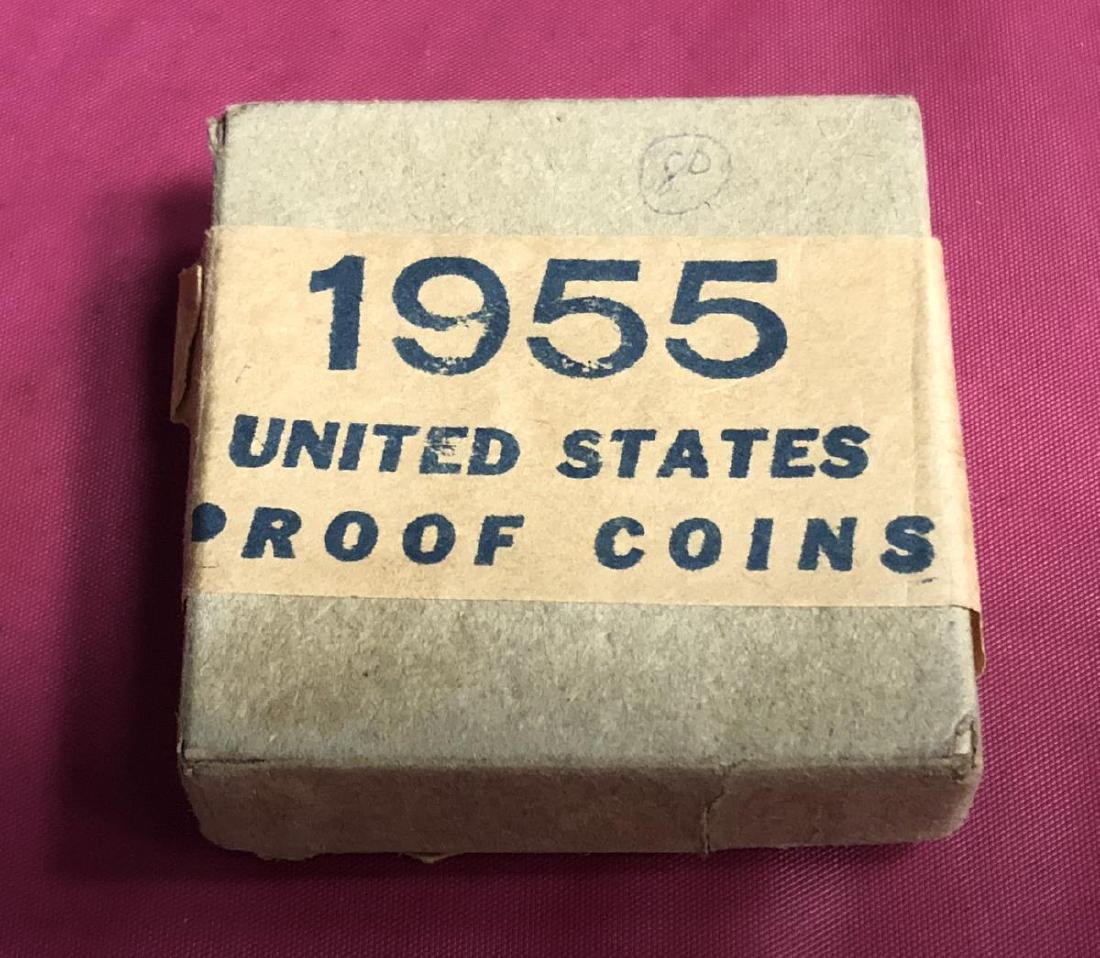 1955
UNITED STATES
PROOF COINS